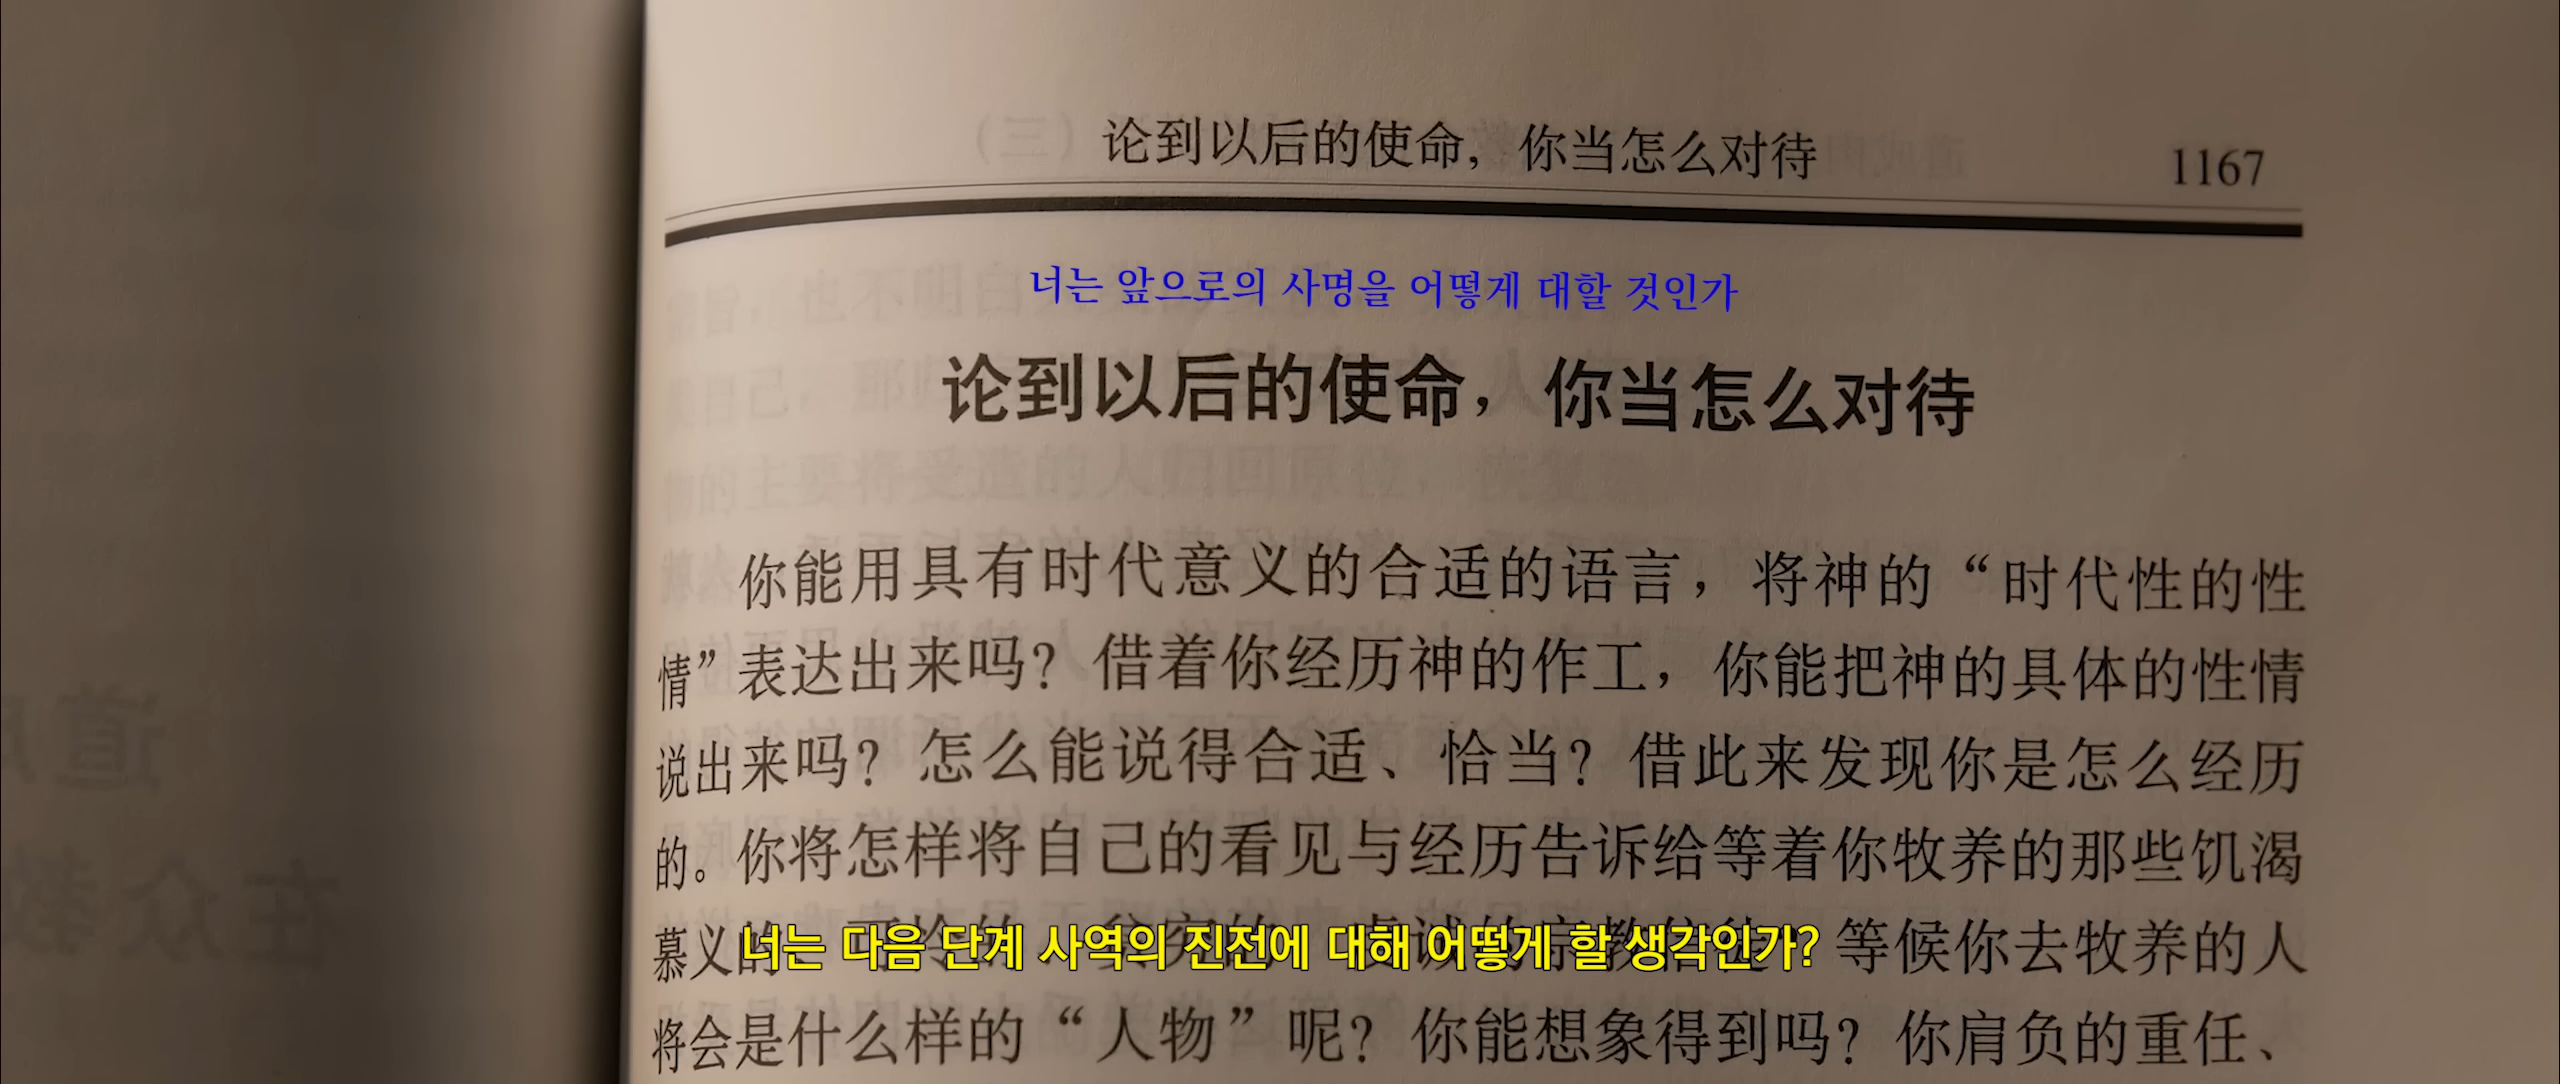 论到以后的使命，你当怎么对待 1167
너는 앞으로의 사명을 어떻게 대할 것인가
论到以后的使命，你当怎么对待
你能用具有时代意义的合适的语言，将神的“时代性的性
情”表达出来吗？借着你经历神的作工，你能把神的具体的性情
说出来吗？怎么能说得合适、恰当？借此来发现你是怎么经历
的。你将怎样将自己的看见与经历告诉给等着你牧养的那些饥渴
慕义的 等候你去牧养的人
너는 다음 단계 사역의 진전에 대해 어떻게 할 생각인가?
将会是什么样的“人物”呢？你能想象得到吗？你肩负的重任、